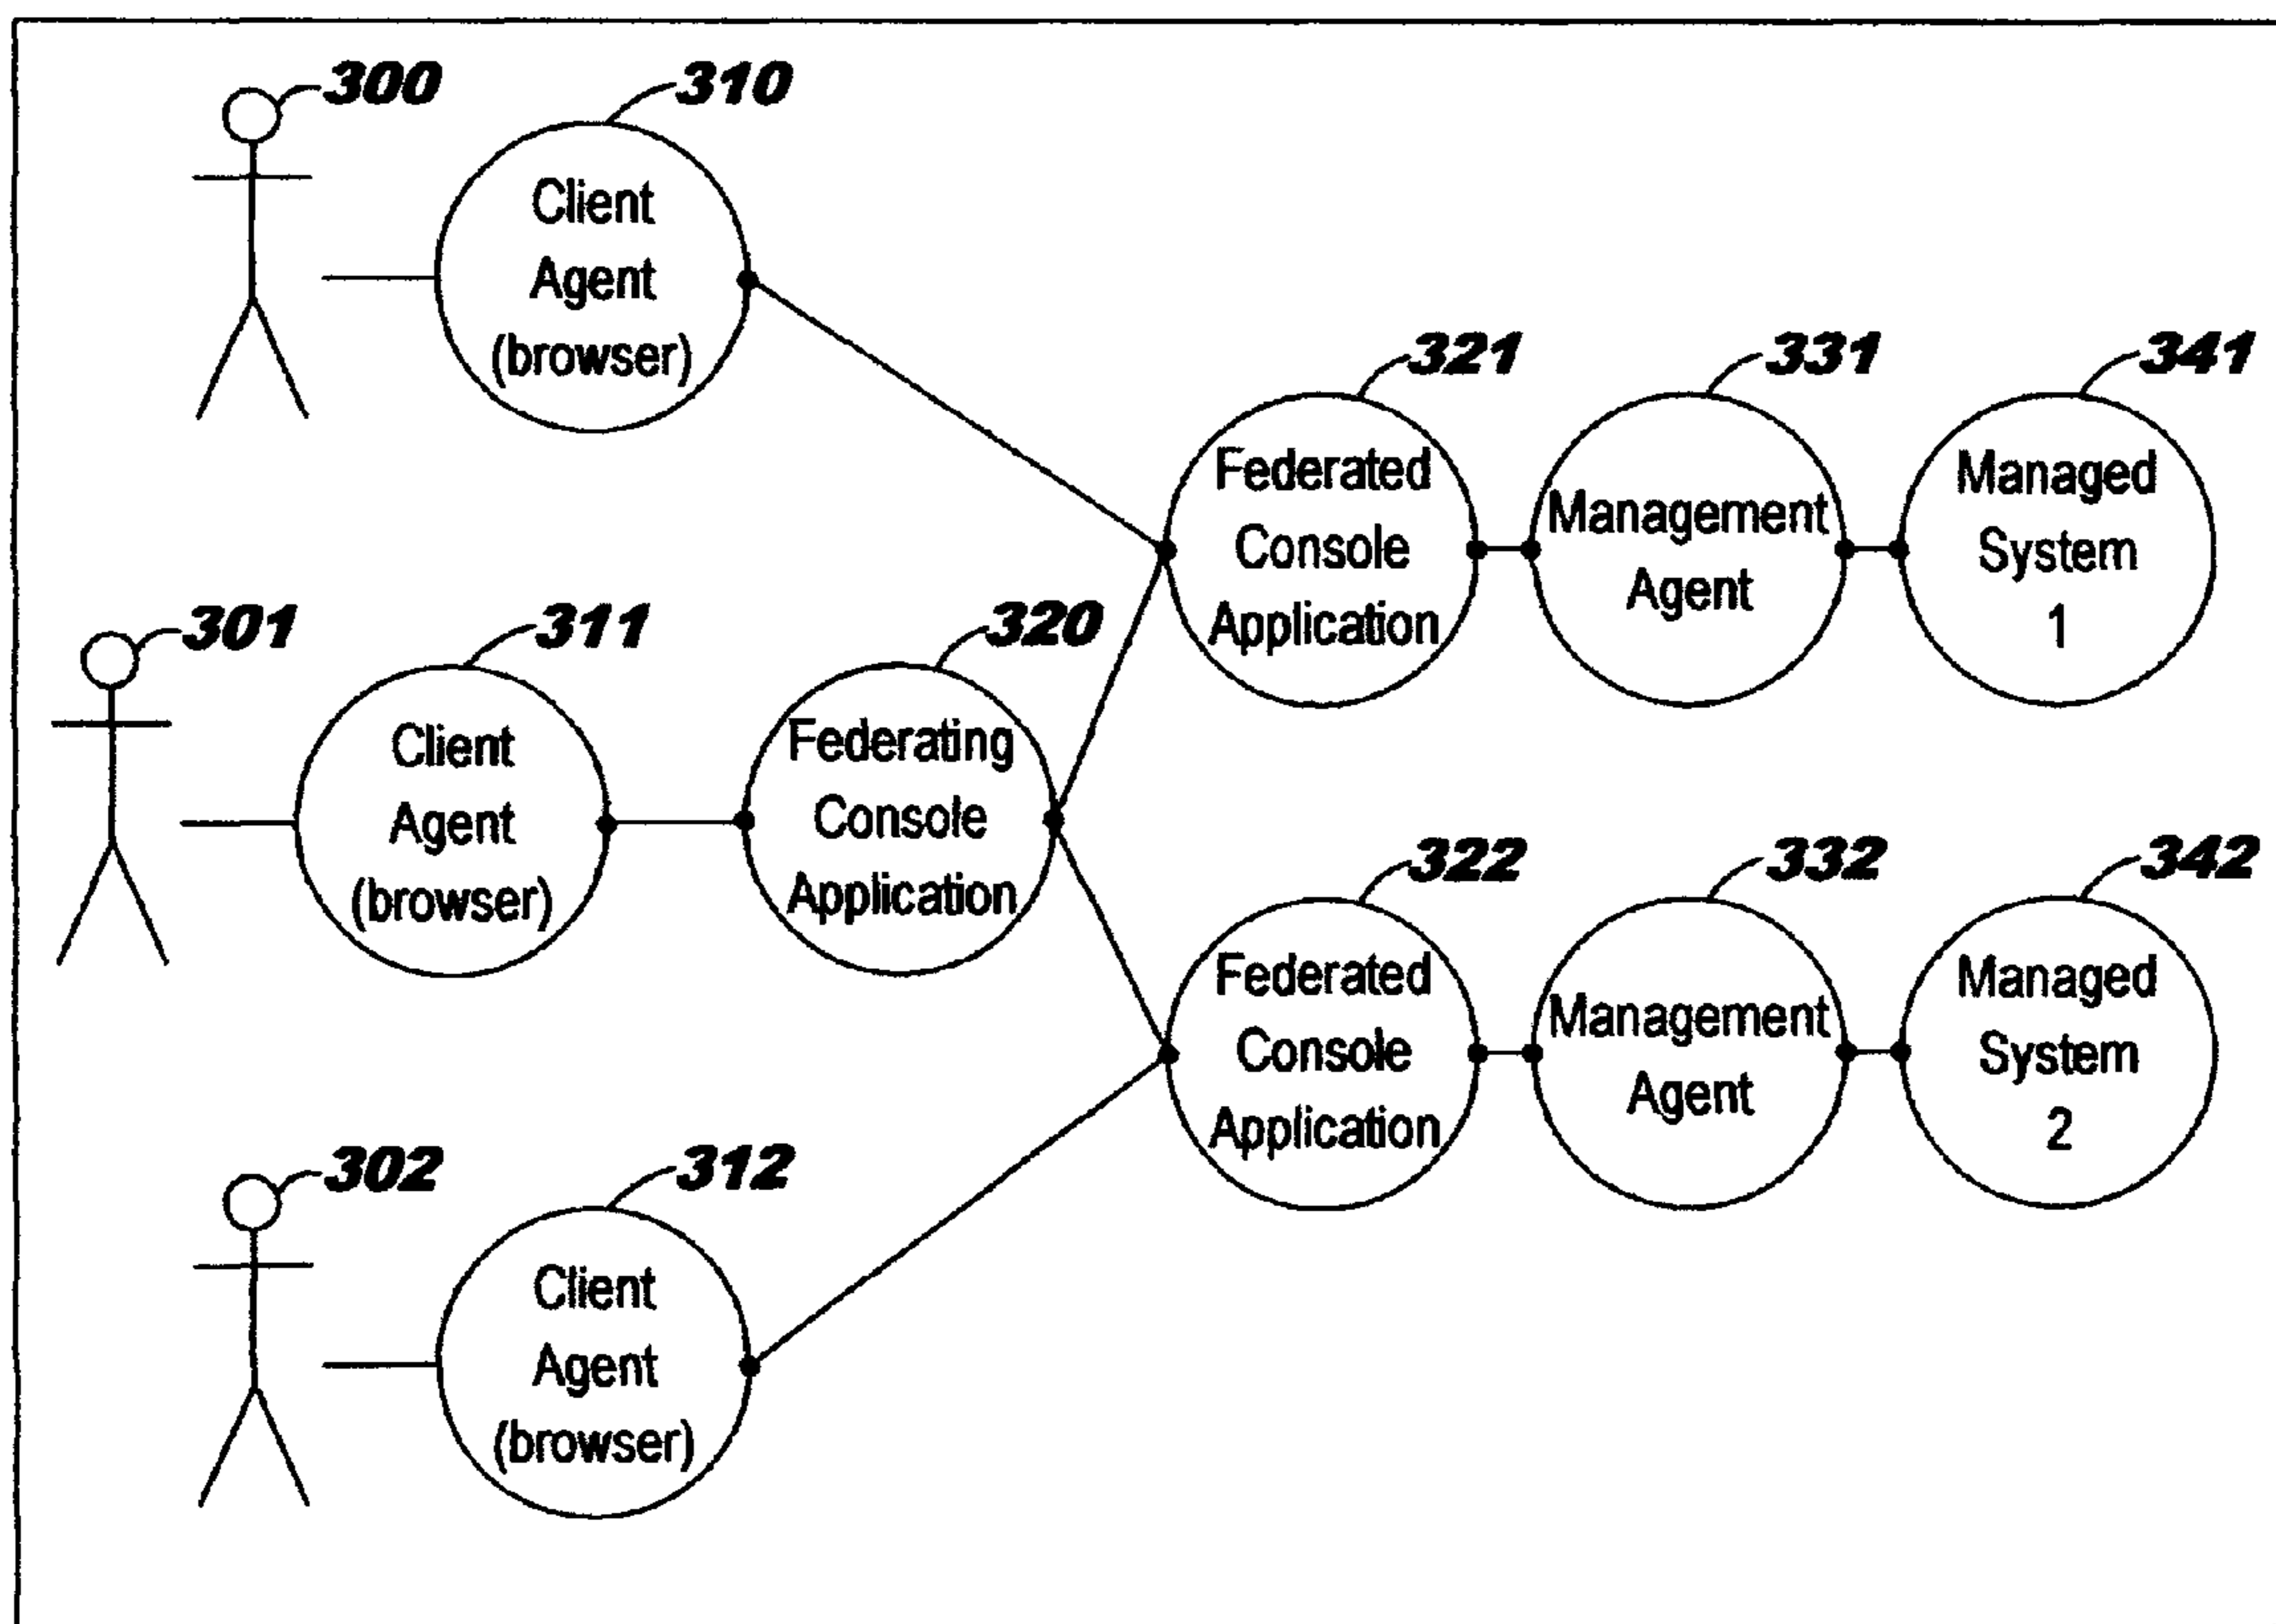 300
310
Client
Agent
(browser)
321
331
341
Federated
Console
Application
Management
Agent
Managed
System
1
301
311
320
Client
Agent
(browser)
Federating
Console
Application
322
332
342
Federated
Console
Application
Management
Agent
Managed
System
2
302
312
Client
Agent
(browser)